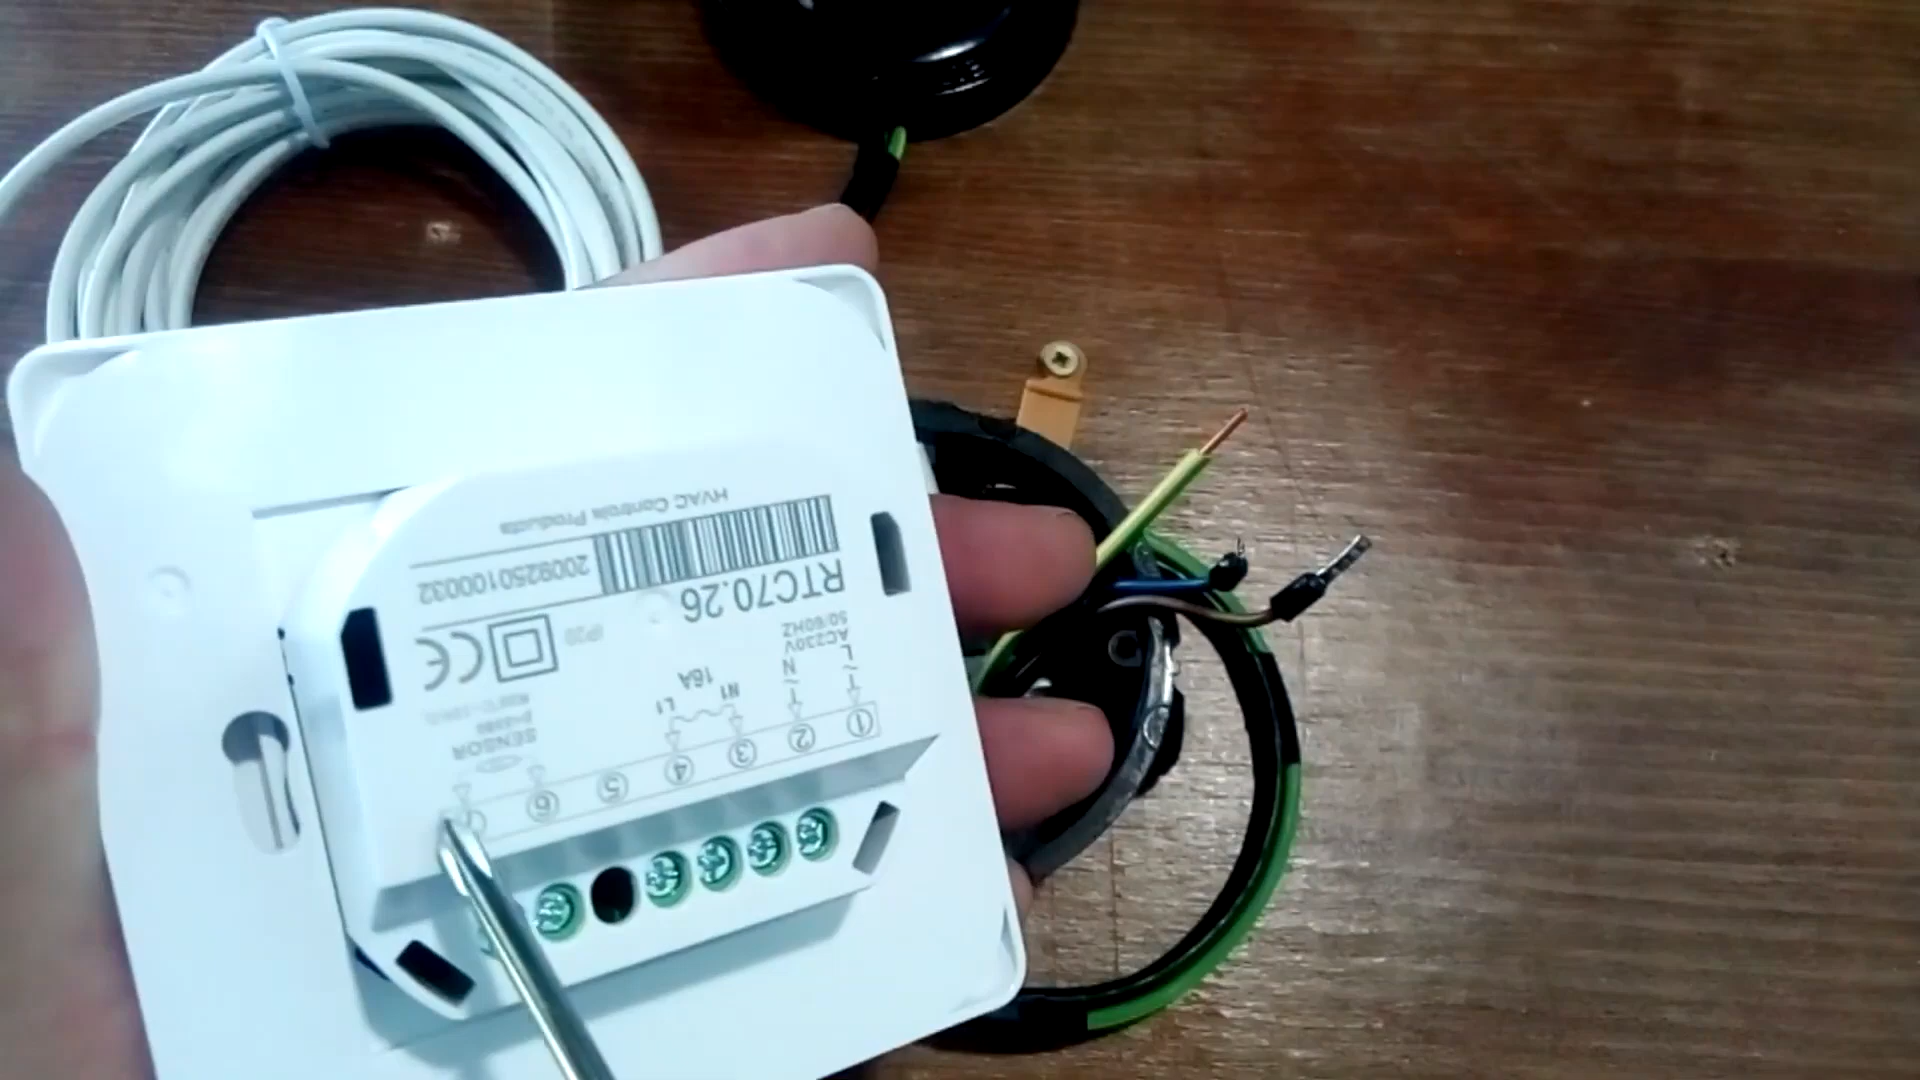 HVAC Controls Products
2009250100032
RTC70.26
IP20
CE
AC230V
50/60HZ
L
N
16A
N1
L1
SENSOR
1
2
3
4
5
6